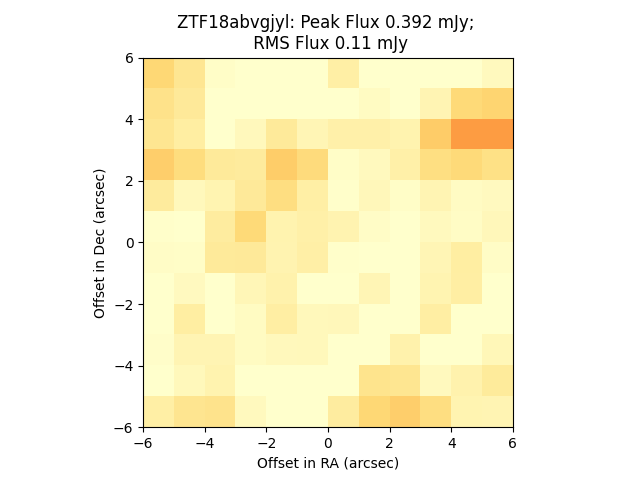 ZTF18abvgjyl: Peak Flux 0.392 mJy;
RMS Flux 0.11 mJy
6
4
2
0
−2
−4
−6
Offset in Dec (arcsec)
−6 −4 −2 0 2 4 6
Offset in RA (arcsec)